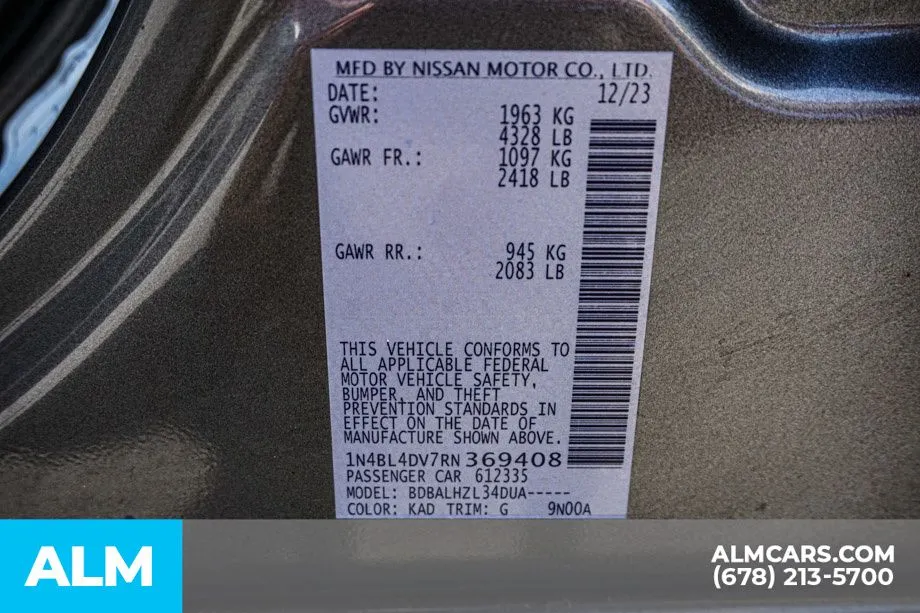 MFD BY NISSAN MOTOR CO., LTD.
DATE: 12/23
GVWR: 1963 KG
4328 LB
GAWR FR.: 1097 KG
2418 LB
GAWR RR.: 945 KG
2083 LB
THIS VEHICLE CONFORMS TO
ALL APPLICABLE FEDERAL
MOTOR VEHICLE SAFETY,
BUMPER, AND THEFT
PREVENTION STANDARDS IN
EFFECT ON THE DATE OF
MANUFACTURE SHOWN ABOVE.
1N4BL4DV7RN369408
PASSENGER CAR 612335
MODEL: BDBALHZL34DUA-----
COLOR: KAD TRIM: G 9N00A
ALM
ALMCARS.COM
(678) 213-5700